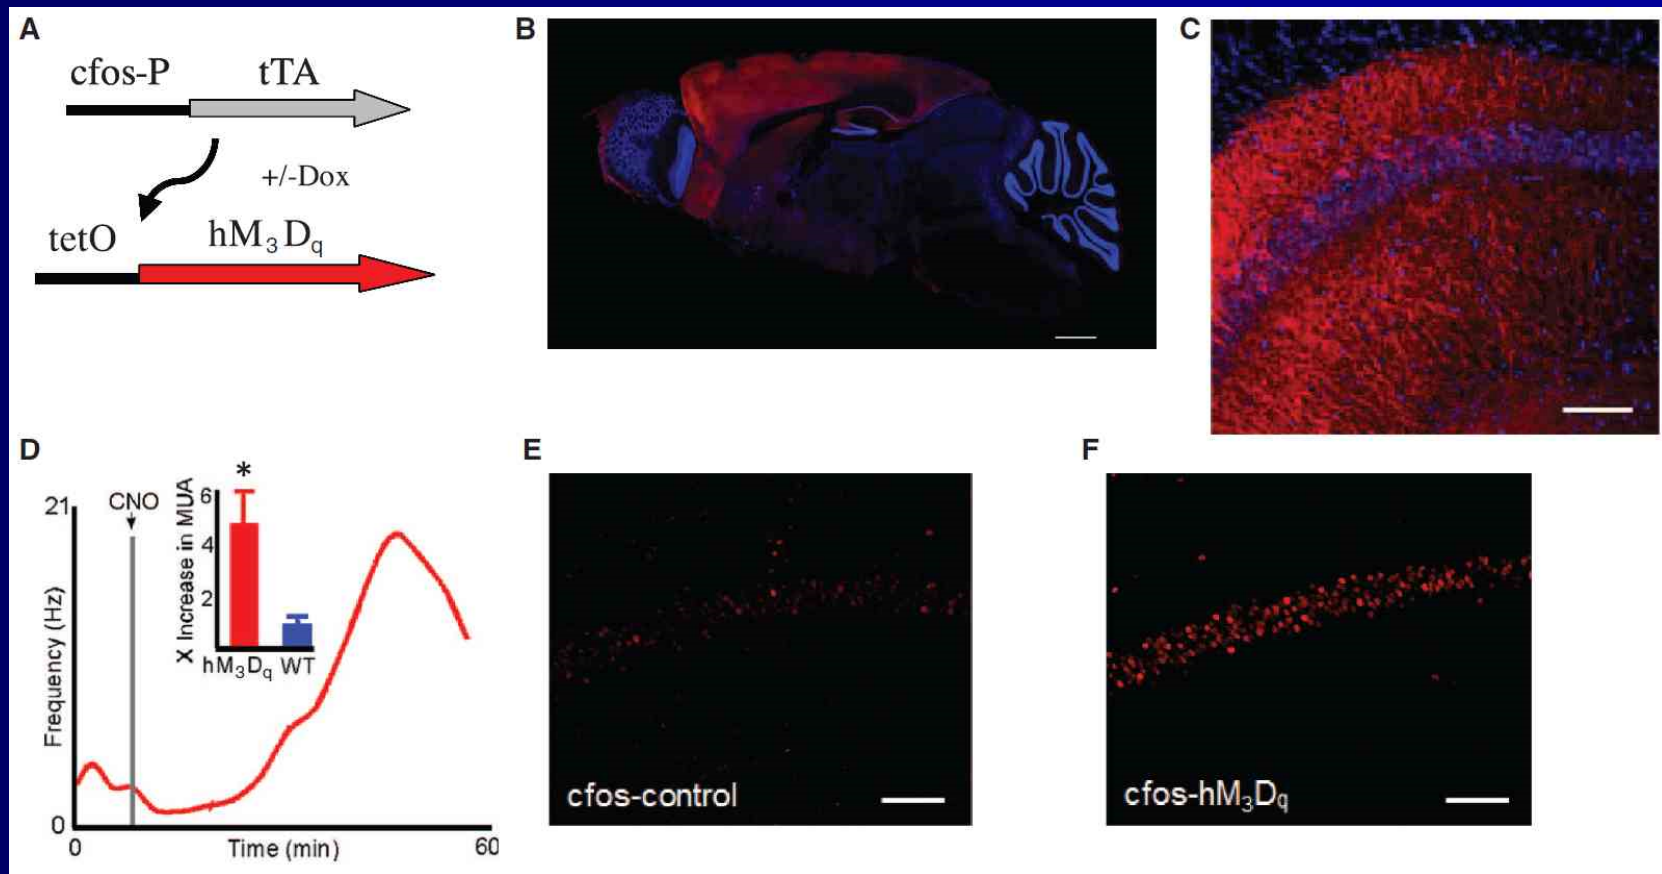 A
cfos-P
tTA
+/-Dox
tetO
hM₃Dq
B
C
D
21
Frequency (Hz)
0
0
Time (min)
60
CNO
X Increase in MUA
6
4
2
*
hM₃Dq WT
E
cfos-control
F
cfos-hM₃Dq